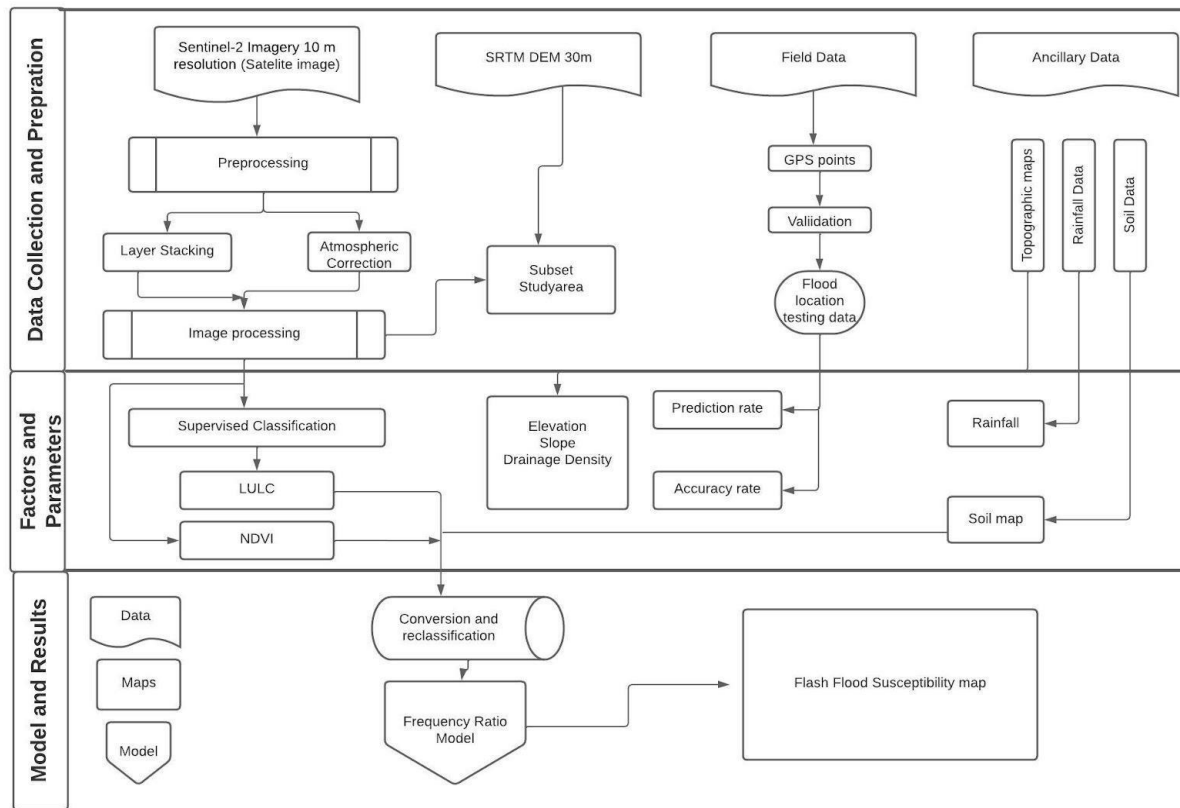 Data Collection and Prepration
Sentinel-2 Imagery 10 m
resolution (Satelite image)
SRTM DEM 30m
Field Data
Ancillary Data
Preprocessing
GPS points
Topographic maps
Rainfall Data
Soil Data
Layer Stacking
Atmospheric
Correction
Valiidation
Subset
Studyarea
Flood
location
testing data
Image processing
Factors and
Parameters
Supervised Classification
Elevation
Slope
Drainage Density
Prediction rate
Rainfall
LULC
Accuracy rate
NDVI
Soil map
Model and Results
Data
Maps
Model
Conversion and
reclassification
Frequency Ratio
Model
Flash Flood Susceptibility map